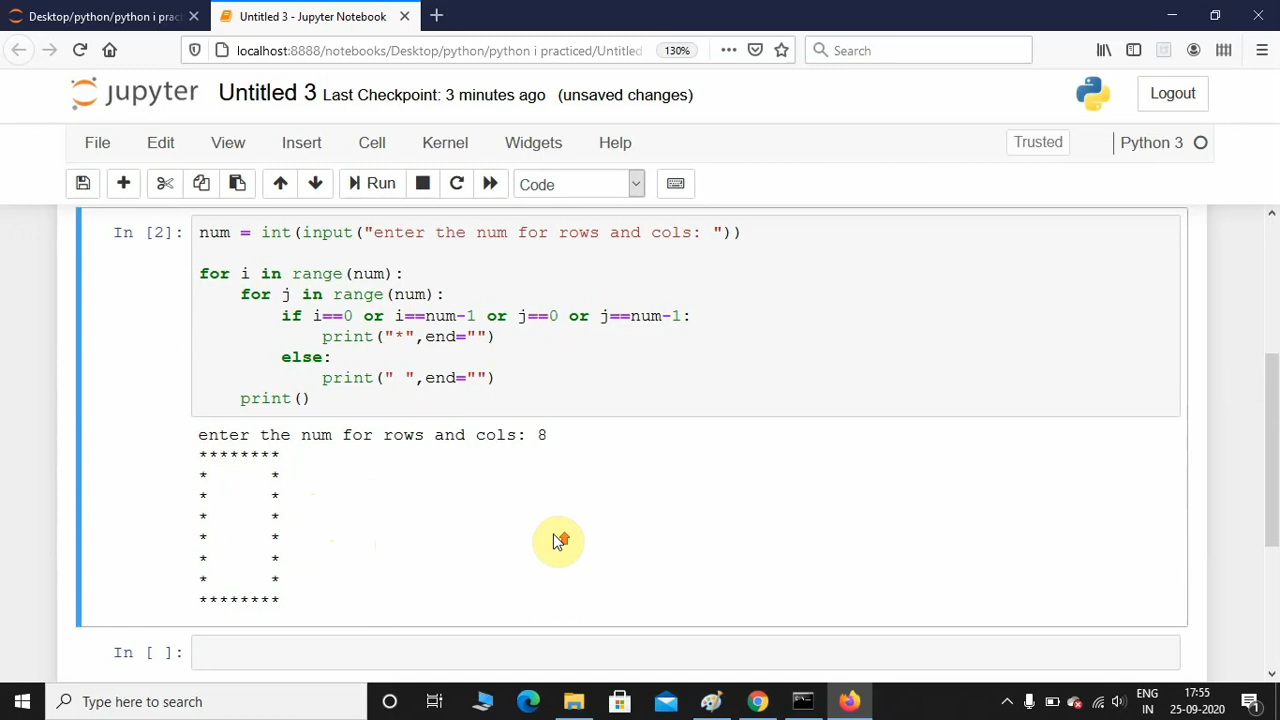 Desktop/python/python i prac
Untitled 3 - Jupyter Notebook
localhost:8888/notebooks/Desktop/python/python i practiced/Untitled
130%
Search
jupyter Untitled 3 Last Checkpoint: 3 minutes ago (unsaved changes)
Logout
File Edit View Insert Cell Kernel Widgets Help
Trusted
Python 3
Run
Code
In [2]: num = int(input("enter the num for rows and cols: "))
for i in range(num):
    for j in range(num):
        if i==0 or i==num-1 or j==0 or j==num-1:
            print("*",end="")
        else:
            print(" ",end="")
    print()
enter the num for rows and cols: 8
********
*      *
*      *
*      *
*      *
*      *
*      *
********
In [ ]:
Type here to search
ENG
IN
17:55
25-09-2020
1